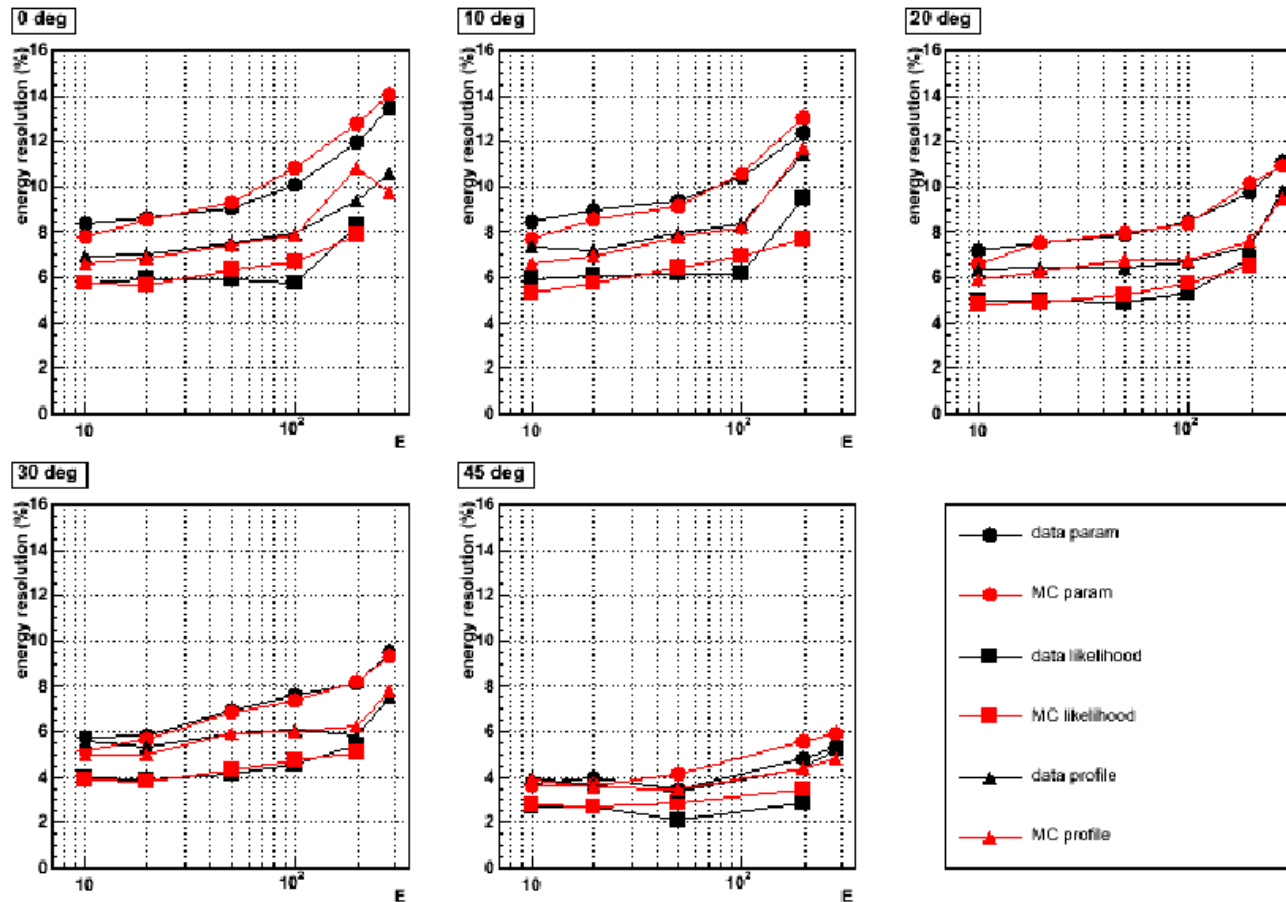 0 deg
energy resolution (%)
16
14
12
10
8
6
4
2
0
10
10²
E
10 deg
energy resolution (%)
16
14
12
10
8
6
4
2
0
10
10²
E
20 deg
energy resolution (%)
16
14
12
10
8
6
4
2
0
10
10²
30 deg
energy resolution (%)
16
14
12
10
8
6
4
2
0
10
10²
E
45 deg
energy resolution (%)
16
14
12
10
8
6
4
2
0
10
10²
E
data param
MC param
data likelihood
MC likelihood
data profile
MC profile